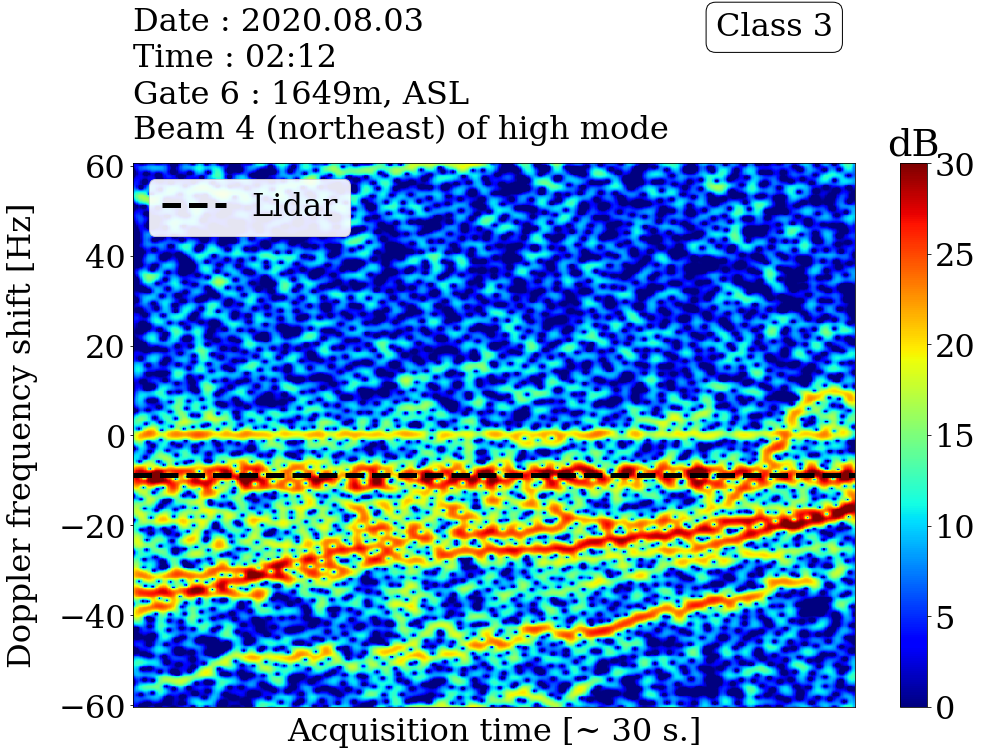 Date : 2020.08.03
Time : 02:12
Gate 6 : 1649m, ASL
Beam 4 (northeast) of high mode
Class 3
dB
Lidar
Doppler frequency shift [Hz]
60
40
20
0
−20
−40
−60
30
25
20
15
10
5
0
Acquisition time [~ 30 s.]